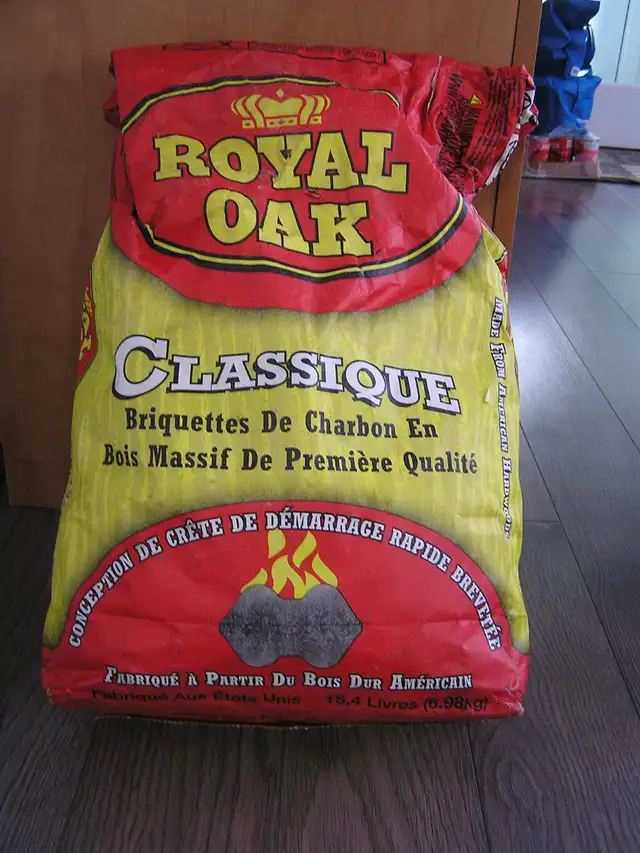 ROYAL
OAK
CLASSIQUE
Briquettes De Charbon En
Bois Massif De Première Qualité
MADE FROM AMERICAN HARDWOODS
CONCEPTION DE CRÊTE DE DÉMARRAGE RAPIDE BREVETÉE
FABRIQUÉ À PARTIR DU BOIS DUR AMÉRICAIN
Fabriqué Aux États Unis 15.4 Livres (6.98kg)